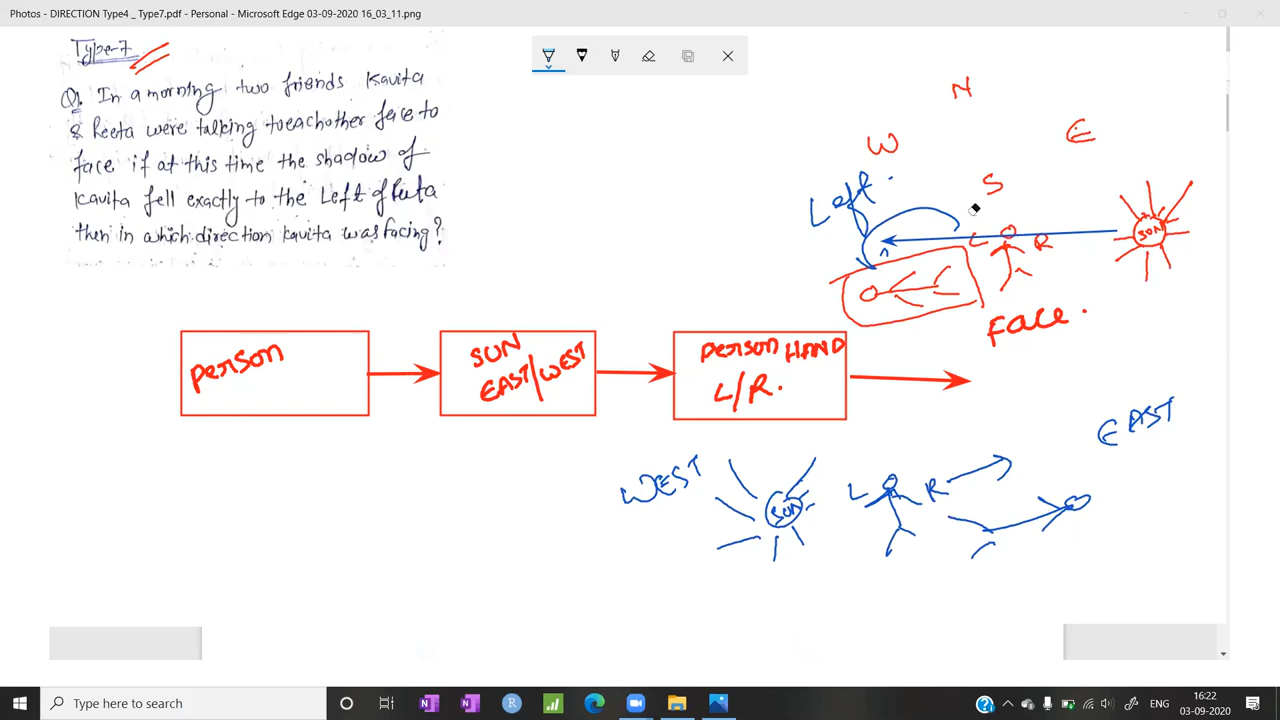 Photos - DIRECTION Type4 _ Type7.pdf - Personal - Microsoft Edge 03-09-2020 16_03_11.png
Type-7
Q1. In a morning two friends Kavita
& Reeta were talking toeachother face to
face if at this time the shadow of
Kavita fell exactly to the Left of Reeta
then in which direction Kavita was facing?
N
W
E
S
Left.
L
R
SUN
Face.
PERSON
SUN
EAST/WEST
PERSON HAND
L/R.
EAST
WEST
SUN
L
R
Type here to search
ENG
16:22
03-09-2020